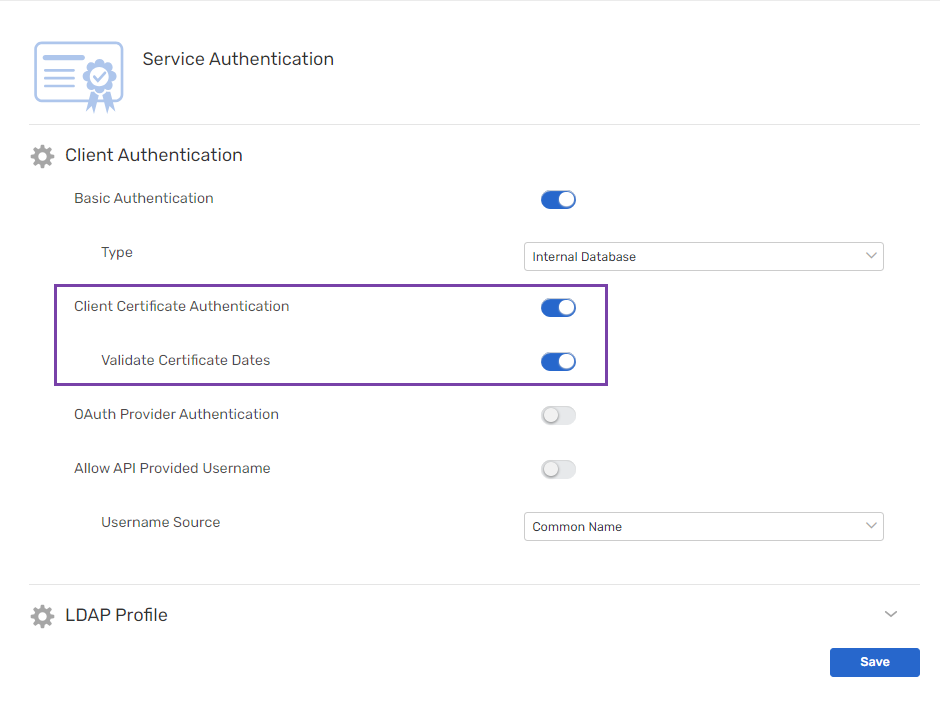 Service Authentication
Client Authentication
Basic Authentication
Type
Internal Database
Client Certificate Authentication
Validate Certificate Dates
OAuth Provider Authentication
Allow API Provided Username
Username Source
Common Name
LDAP Profile
Save